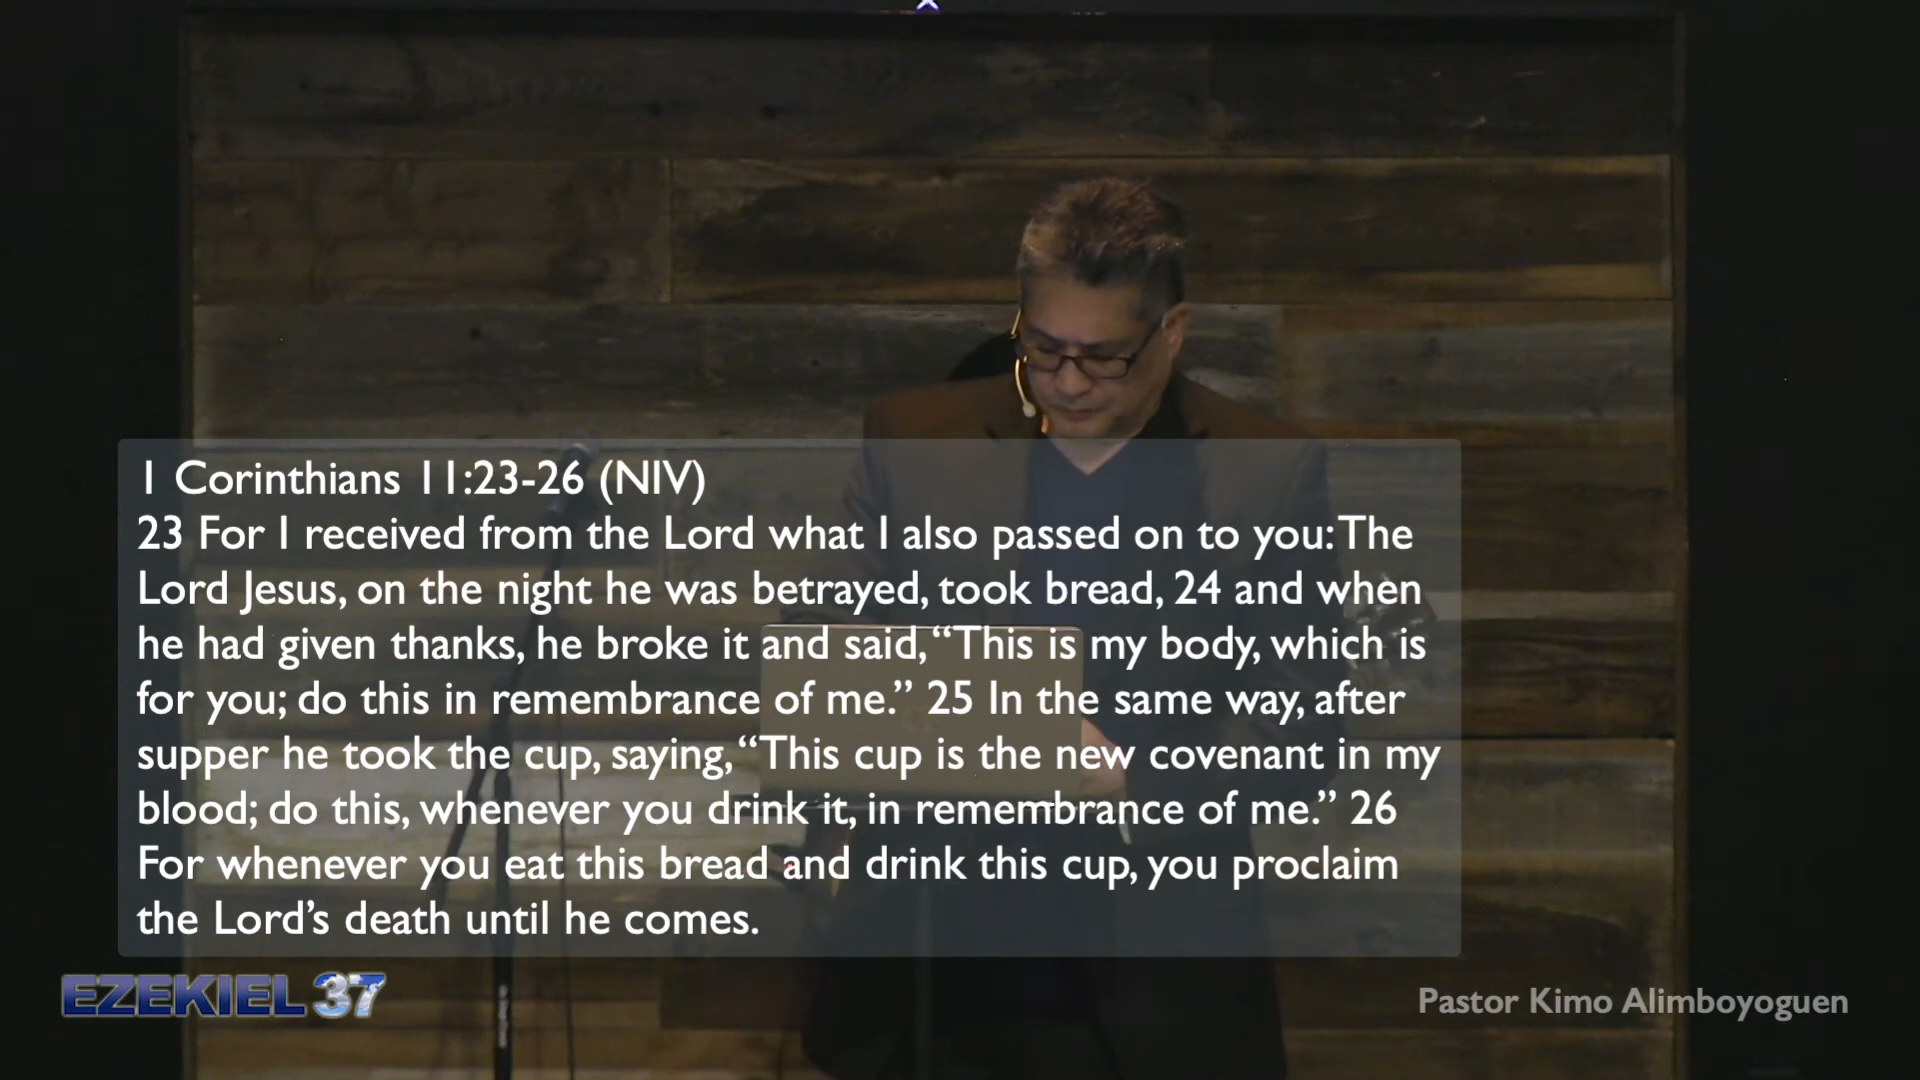 1 Corinthians 11:23-26 (NIV)
23 For I received from the Lord what I also passed on to you: The
Lord Jesus, on the night he was betrayed, took bread, 24 and when
he had given thanks, he broke it and said, “This is my body, which is
for you; do this in remembrance of me.” 25 In the same way, after
supper he took the cup, saying, “This cup is the new covenant in my
blood; do this, whenever you drink it, in remembrance of me.” 26
For whenever you eat this bread and drink this cup, you proclaim
the Lord’s death until he comes.
EZEKIEL 37
Pastor Kimo Alimboyoguen